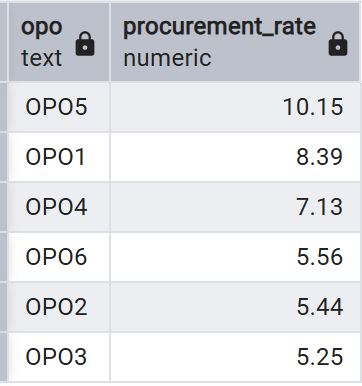 opo procurement_rate
text numeric
OPO5 10.15
OPO1 8.39
OPO4 7.13
OPO6 5.56
OPO2 5.44
OPO3 5.25